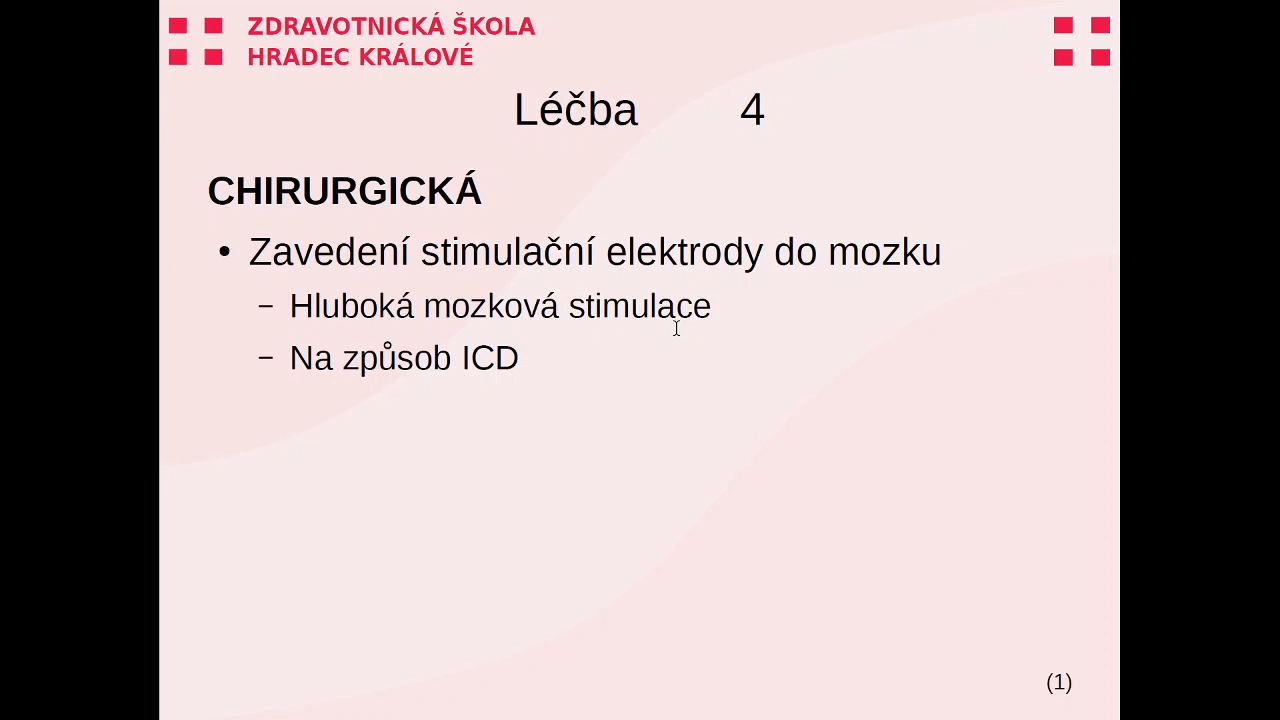 ZDRAVOTNICKÁ ŠKOLA
HRADEC KRÁLOVÉ
Léčba 4
CHIRURGICKÁ
• Zavedení stimulační elektrody do mozku
– Hluboká mozková stimulace
– Na způsob ICD
(1)